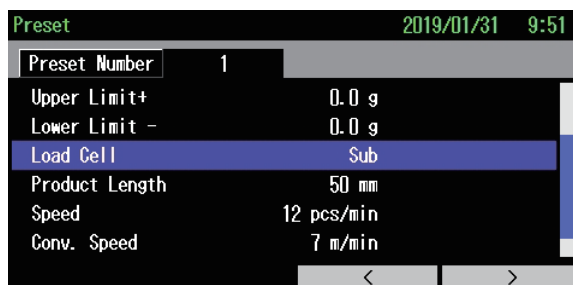 Preset 2019/01/31 9:51
Preset Number 1
Upper Limit+ 0.0 g
Lower Limit - 0.0 g
Load Cell Sub
Product Length 50 mm
Speed 12 pcs/min
Conv. Speed 7 m/min
< >